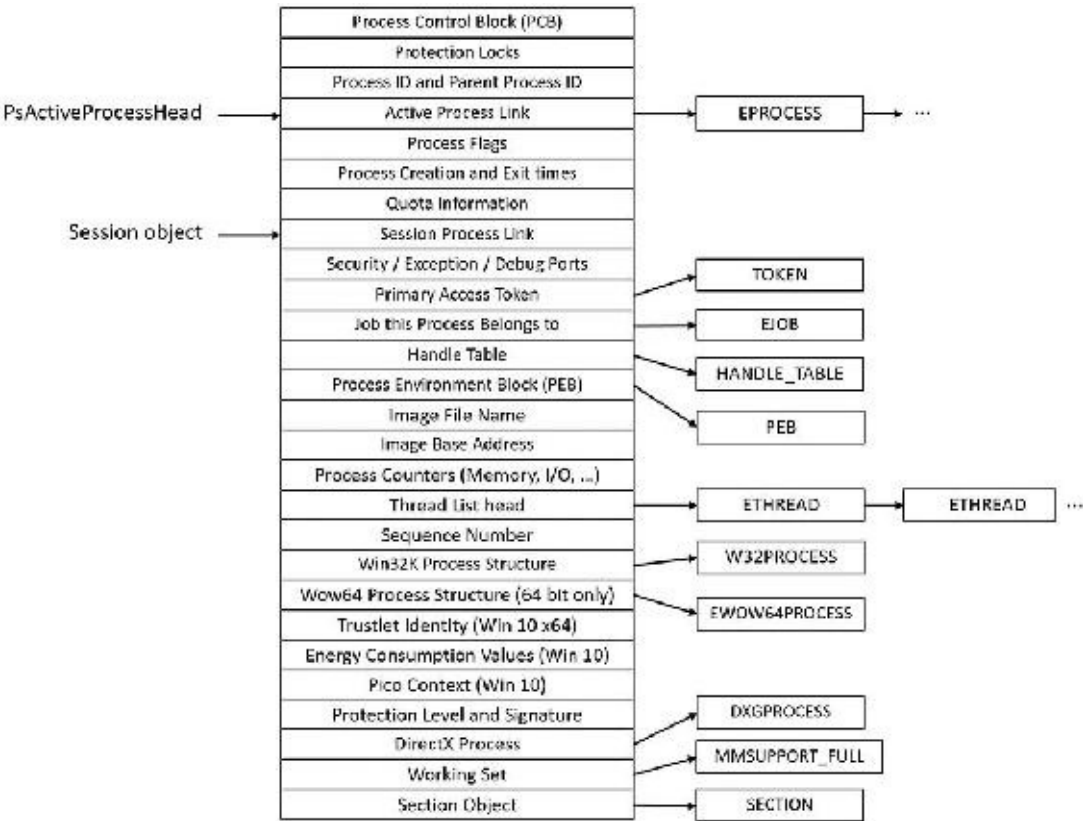 Process Control Block (PCB)
Protection Locks
Process ID and Parent Process ID
PsActiveProcessHead
Active Process Link
EPROCESS
...
Process Flags
Process Creation and Exit times
Quota Information
Session object
Session Process Link
Security / Exception / Debug Ports
TOKEN
Primary Access Token
Job this Process Belongs to
EJOB
Handle Table
HANDLE_TABLE
Process Environment Block (PEB)
Image File Name
PEB
Image Base Address
Process Counters (Memory, I/O, ...)
Thread List head
ETHREAD
ETHREAD
...
Sequence Number
Win32K Process Structure
W32PROCESS
Wow64 Process Structure (64 bit only)
EWOW64PROCESS
Trustlet Identity (Win 10 x64)
Energy Consumption Values (Win 10)
Pico Context (Win 10)
Protection Level and Signature
DXGPROCESS
DirectX Process
MMSUPPORT_FULL
Working Set
Section Object
SECTION